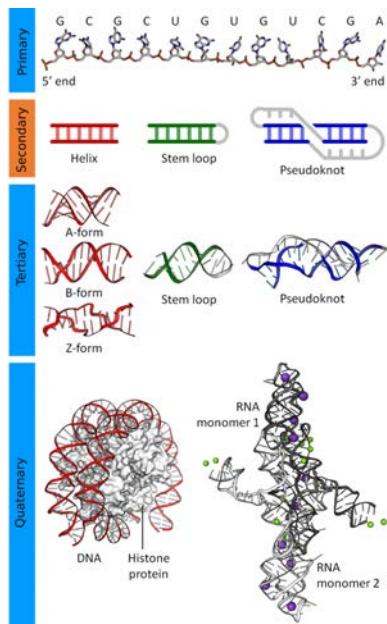 Primary
G C G C U G U G U C G A
5' end
3' end
Secondary
Helix
Stem loop
Pseudoknot
Tertiary
A-form
B-form
Z-form
Stem loop
Pseudoknot
Quaternary
RNA
monomer 1
DNA
Histone
protein
RNA
monomer 2